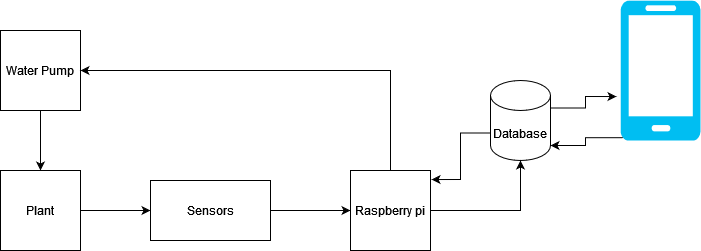 Water Pump
Database
Plant
Sensors
Raspberry pi